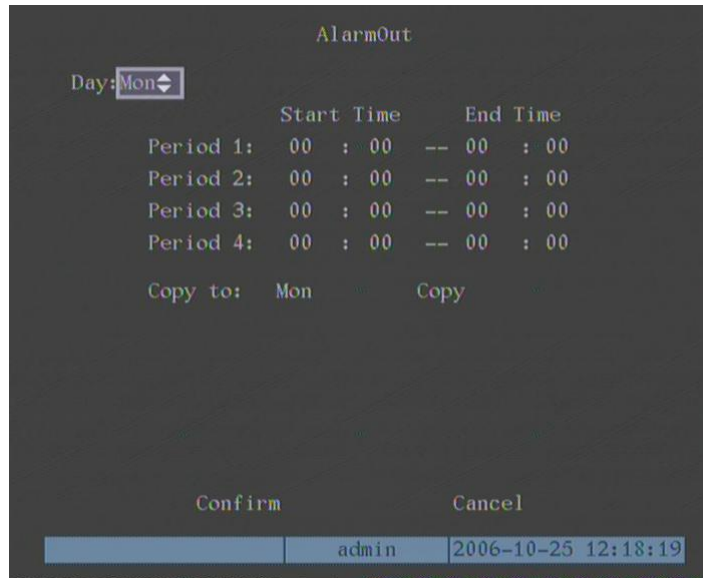 AlarmOut
Day:Mon
Start Time End Time
Period 1: 00 : 00 -- 00 : 00
Period 2: 00 : 00 -- 00 : 00
Period 3: 00 : 00 -- 00 : 00
Period 4: 00 : 00 -- 00 : 00
Copy to: Mon Copy
Confirm Cancel
admin 2006-10-25 12:18:19